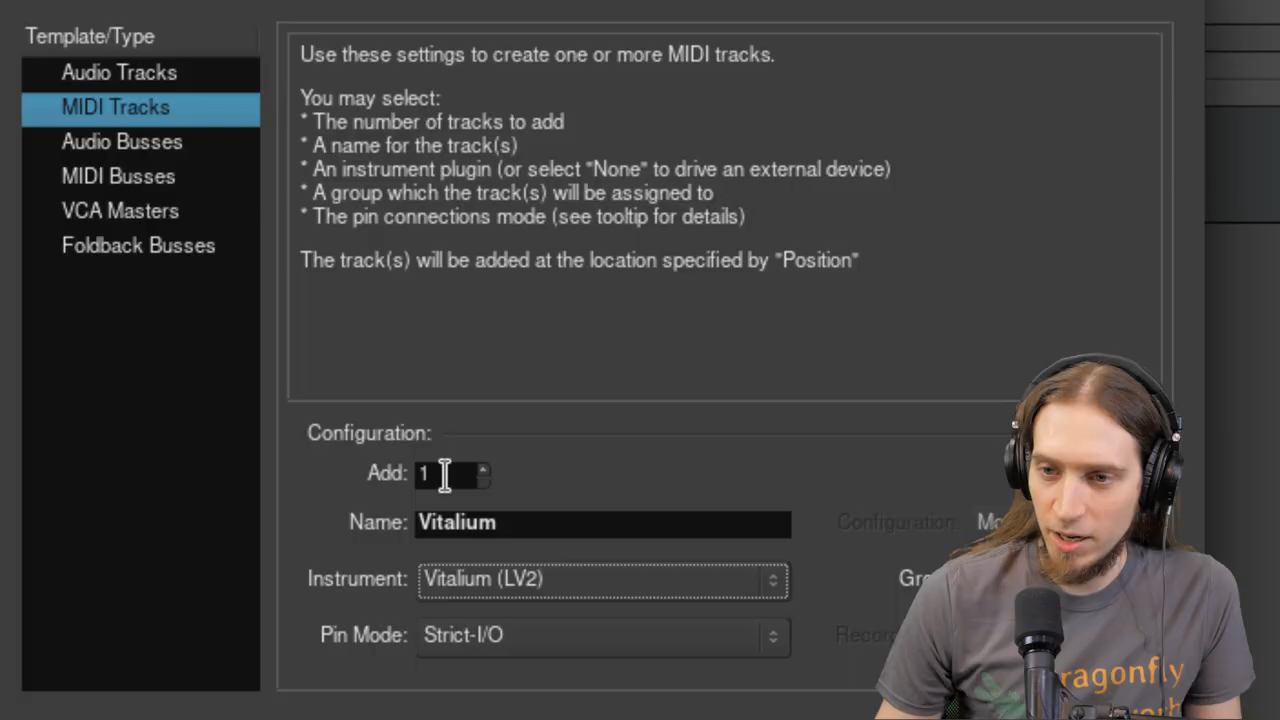 Template/Type
Audio Tracks
MIDI Tracks
Audio Busses
MIDI Busses
VCA Masters
Foldback Busses
Use these settings to create one or more MIDI tracks.
You may select:
* The number of tracks to add
* A name for the track(s)
* An instrument plugin (or select "None" to drive an external device)
* A group which the track(s) will be assigned to
* The pin connections mode (see tooltip for details)
The track(s) will be added at the location specified by "Position"
Configuration:
Add: 1
Name: Vitalium Configuration:
Instrument: Vitalium (LV2)
Pin Mode: Strict-I/O